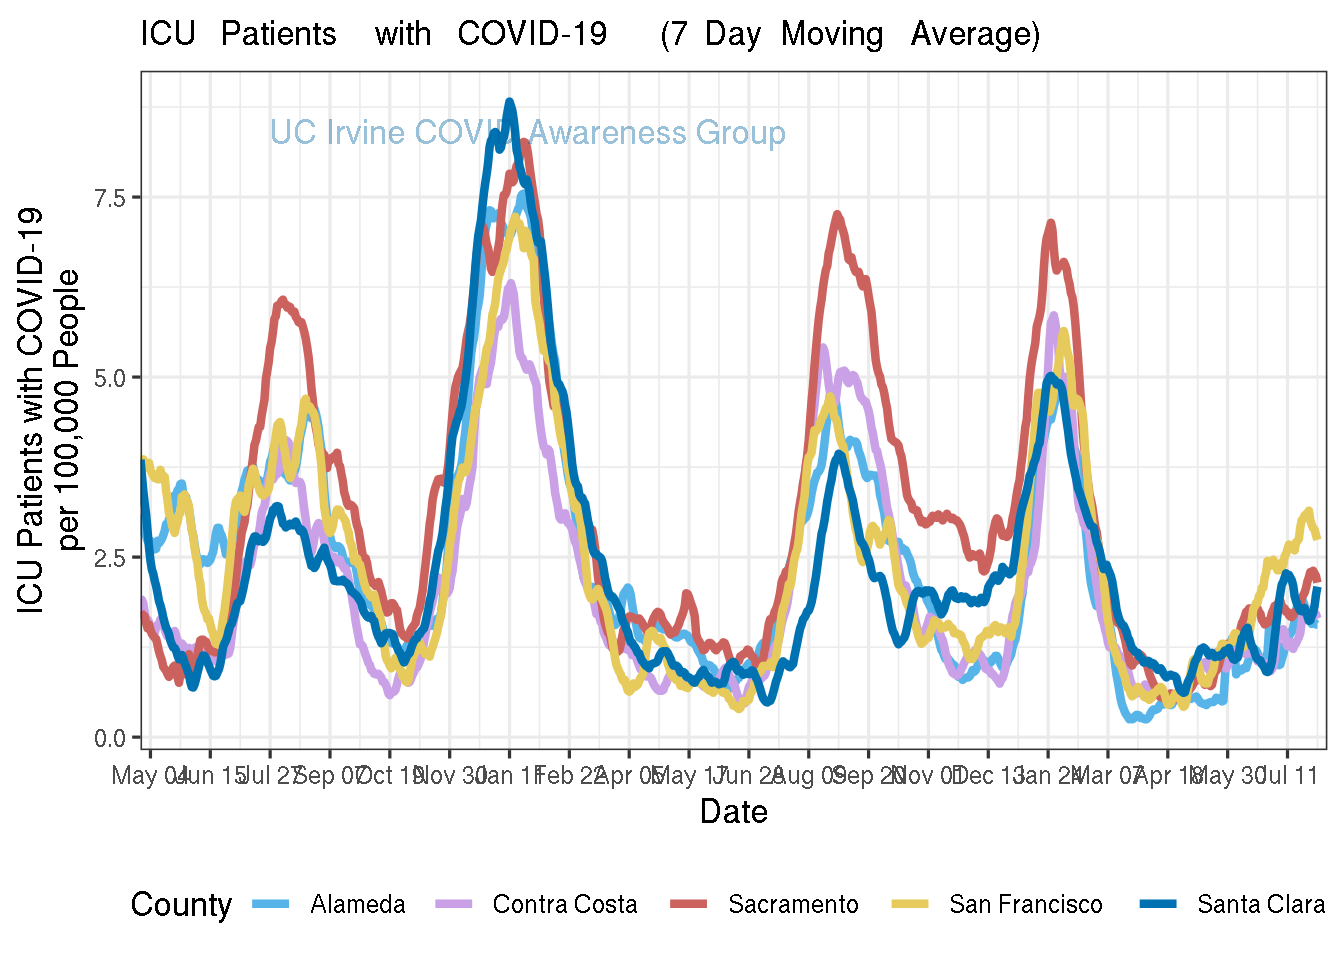 ICU Patients with COVID-19 (7 Day Moving Average)
UC Irvine COVID Awareness Group
ICU Patients with COVID-19
per 100,000 People
7.5
5.0
2.5
0.0
May 04 Jun 15 Jul 27 Sep 07 Oct 19 Nov 30 Jan 11 Feb 22 Apr 05 May 17 Jun 28 Aug 09 Sep 20 Nov 01 Dec 13 Jan 24 Mar 07 Apr 18 May 30 Jul 11
Date
County Alameda Contra Costa Sacramento San Francisco Santa Clara